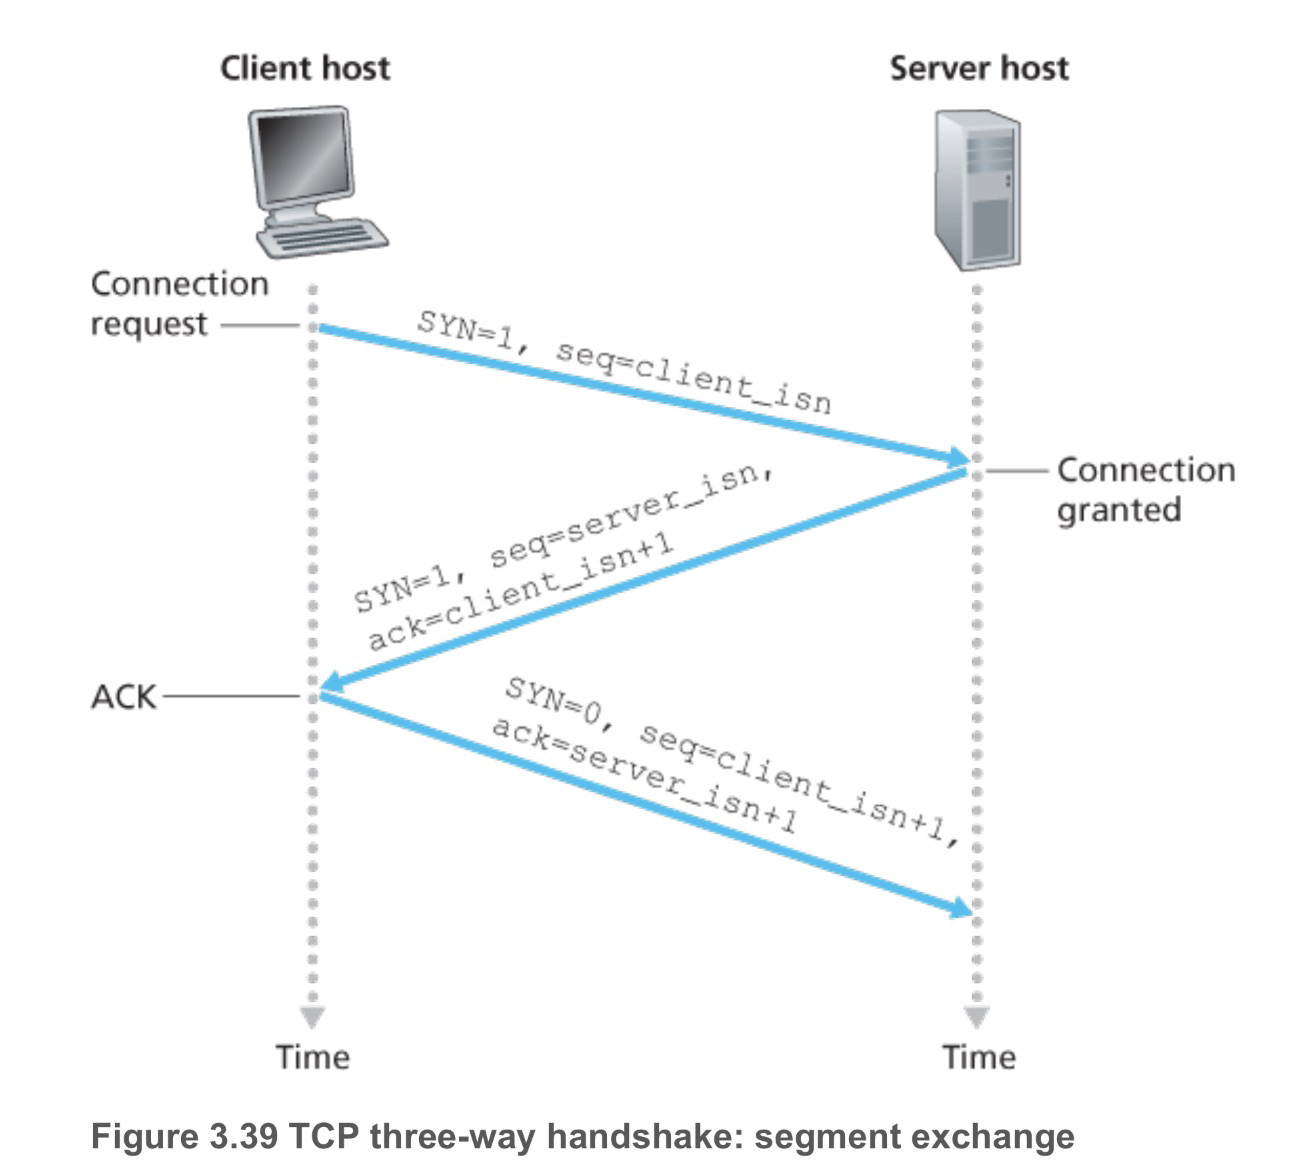 Client host
Server host
Connection
request
SYN=1, seq=client_isn
Connection
granted
SYN=1, seq=server_isn,
ack=client_isn+1
ACK
SYN=0, seq=client_isn+1,
ack=server_isn+1
Time
Time
Figure 3.39 TCP three-way handshake: segment exchange